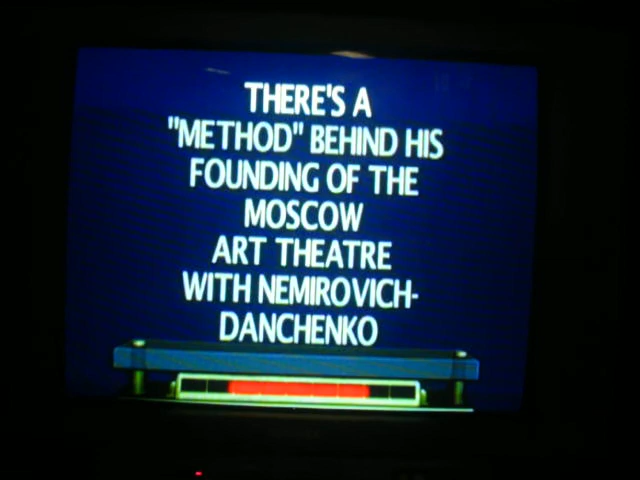 THERE'S A
"METHOD" BEHIND HIS
FOUNDING OF THE
MOSCOW
ART THEATRE
WITH NEMIROVICH-
DANCHENKO